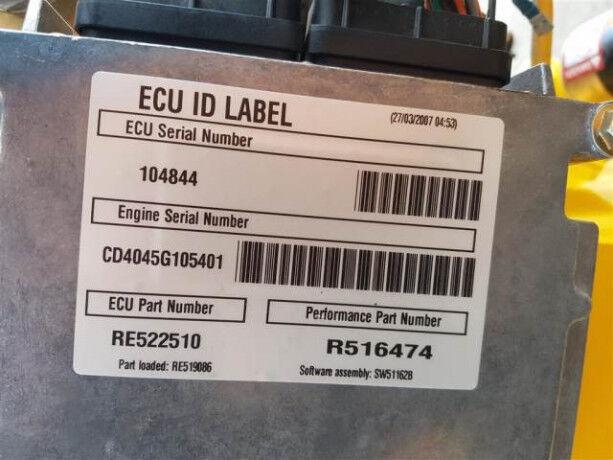 ECU ID LABEL
(27/03/2007 04:53)
ECU Serial Number
104844
Engine Serial Number
CD4045G105401
ECU Part Number
Performance Part Number
RE522510
R516474
Part loaded: RE519086
Software assembly: SW51162B